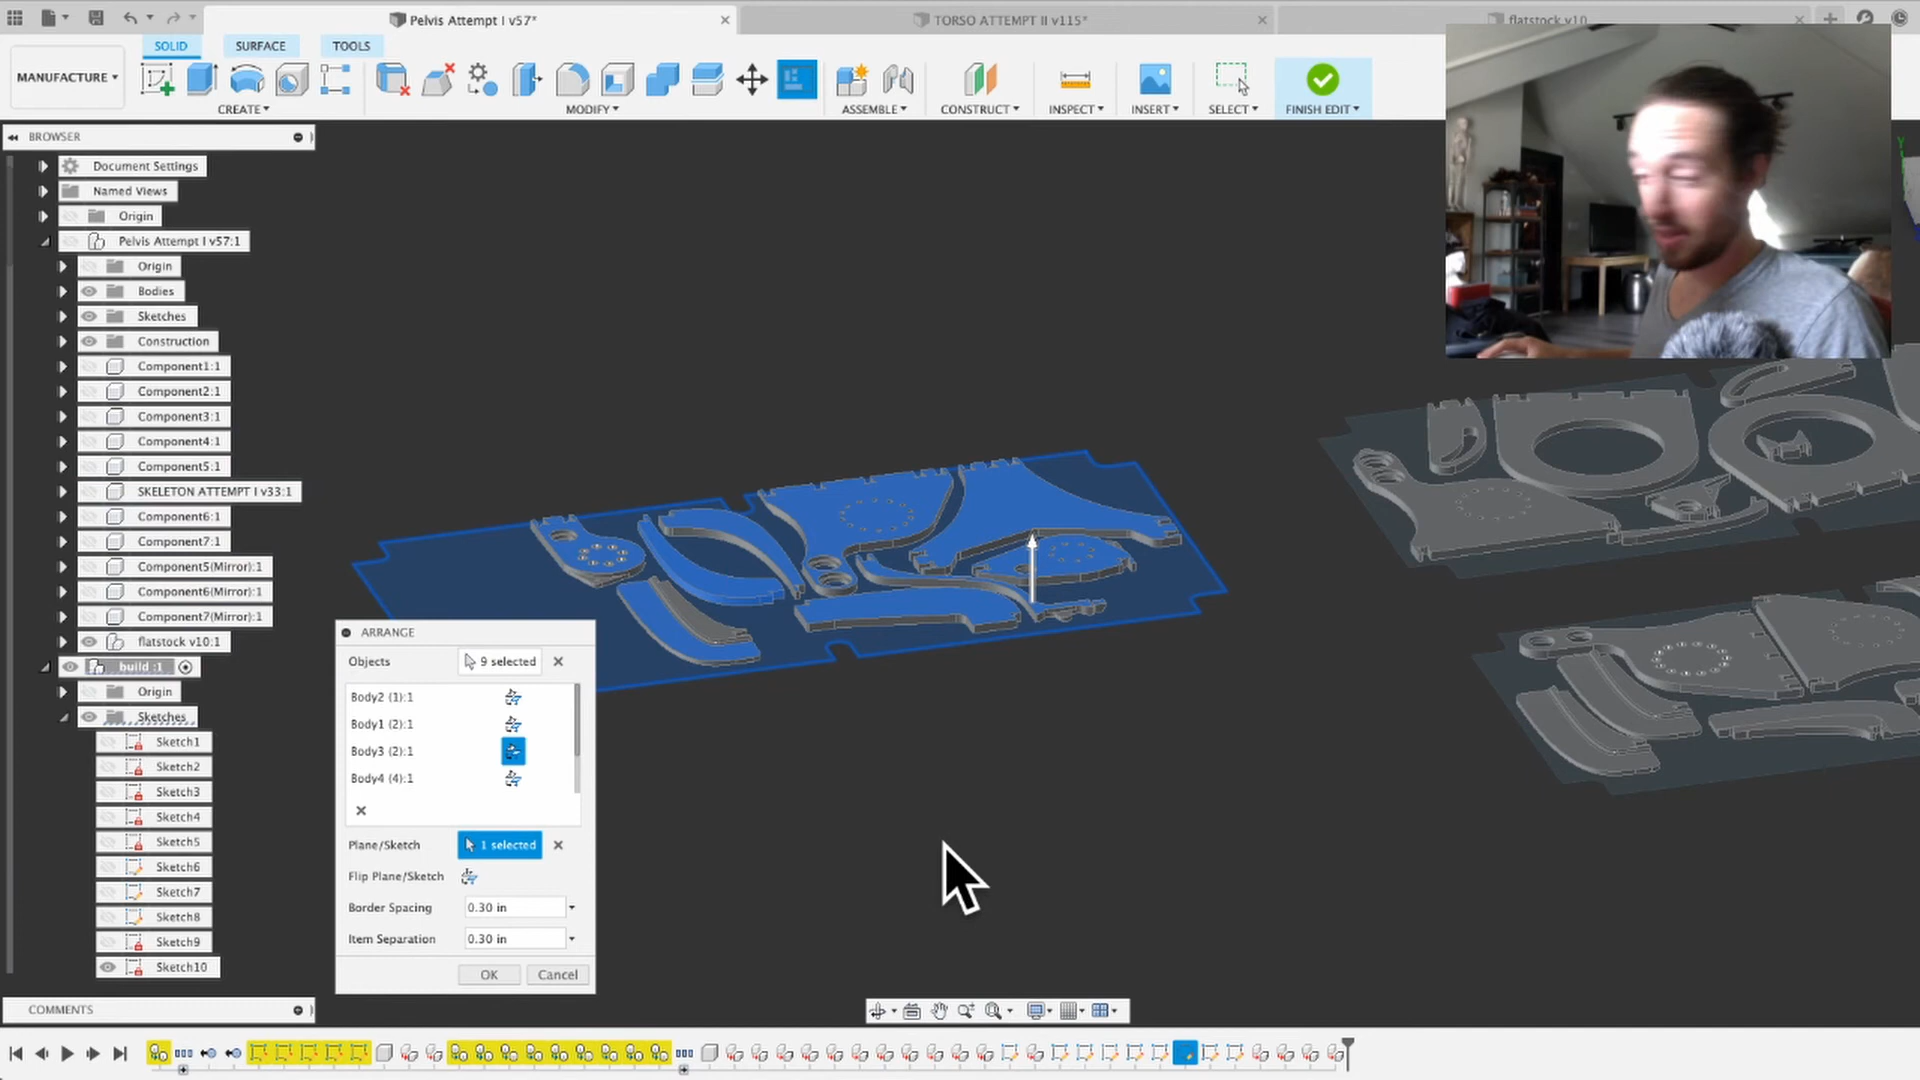 Pelvis Attempt I v57*
TORSO ATTEMPT II v115*
flatstock v10
SOLID
SURFACE
TOOLS
MANUFACTURE
CREATE
MODIFY
ASSEMBLE
CONSTRUCT
INSPECT
INSERT
SELECT
FINISH EDIT
BROWSER
Document Settings
Named Views
Origin
Pelvis Attempt I v57:1
Origin
Bodies
Sketches
Construction
Component1:1
Component2:1
Component3:1
Component4:1
Component5:1
SKELETON ATTEMPT I v33:1
Component6:1
Component7:1
Component5(Mirror):1
Component6(Mirror):1
Component7(Mirror):1
flatstock v10:1
build :1
Origin
Sketches
Sketch1
Sketch2
Sketch3
Sketch4
Sketch5
Sketch6
Sketch7
Sketch8
Sketch9
Sketch10
ARRANGE
Objects 9 selected
Body2 (1):1
Body1 (2):1
Body3 (2):1
Body4 (4):1
Plane/Sketch 1 selected
Flip Plane/Sketch
Border Spacing 0.30 in
Item Separation 0.30 in
OK Cancel
COMMENTS
Y